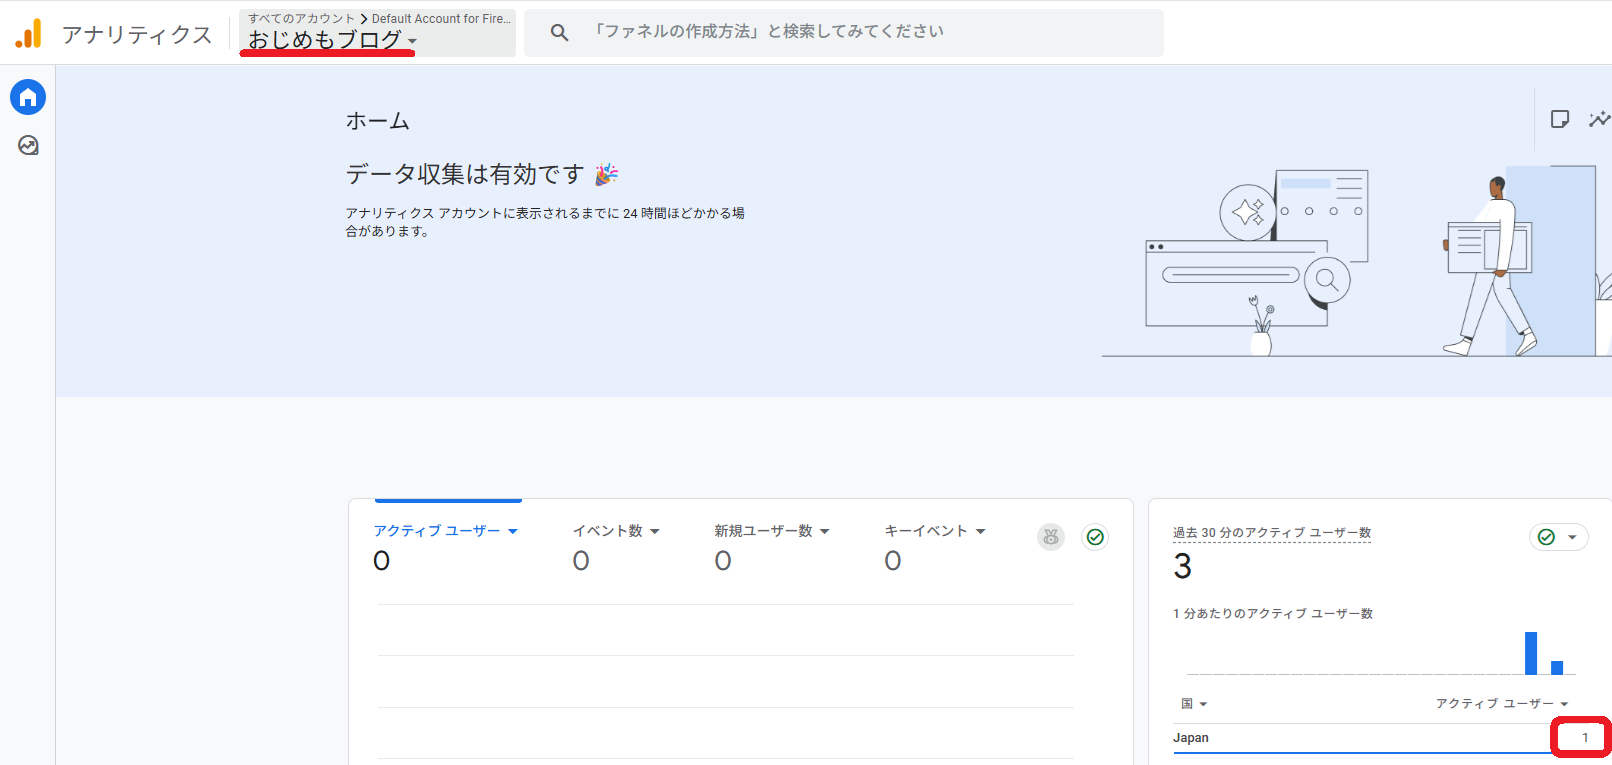 アナリティクス
すべてのアカウント > Default Account for Fire...
おじめもブログ
「ファネルの作成方法」と検索してみてください
ホーム
データ収集は有効です 🎉
アナリティクス アカウントに表示されるまでに 24 時間ほどかかる場
合があります。
アクティブ ユーザー イベント数 新規ユーザー数 キーイベント
0 0 0 0
過去 30 分のアクティブ ユーザー数
3
1 分あたりのアクティブ ユーザー数
国 アクティブ ユーザー
Japan 1